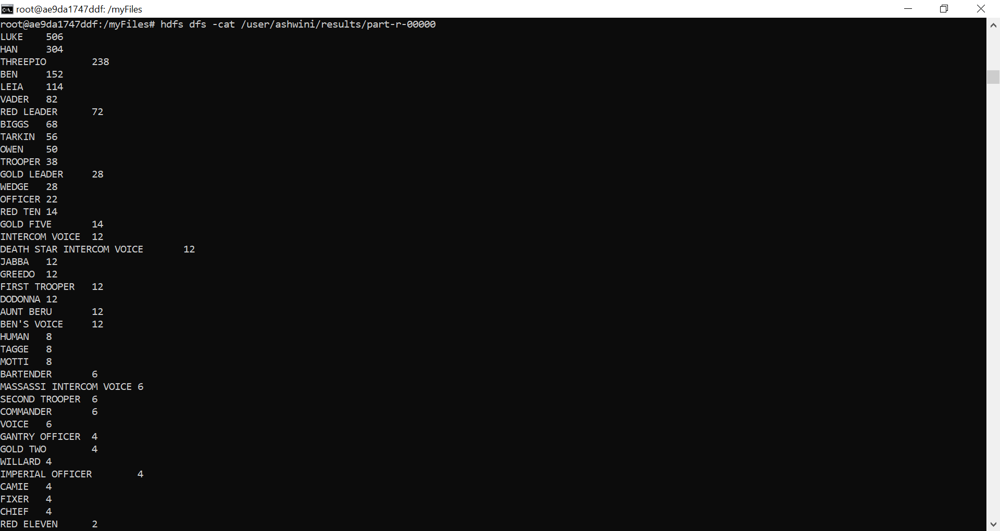 root@ae9da1747ddf: /myFiles
root@ae9da1747ddf:/myFiles# hdfs dfs -cat /user/ashwini/results/part-r-00000
LUKE	506
HAN	304
THREEPIO	238
BEN	152
LEIA	114
VADER	82
RED LEADER	72
BIGGS	68
TARKIN	56
OWEN	50
TROOPER	38
GOLD LEADER	28
WEDGE	28
OFFICER	22
RED TEN	14
GOLD FIVE	14
INTERCOM VOICE	12
DEATH STAR INTERCOM VOICE	12
JABBA	12
GREEDO	12
FIRST TROOPER	12
DODONNA	12
AUNT BERU	12
BEN'S VOICE	12
HUMAN	8
TAGGE	8
MOTTI	8
BARTENDER	6
MASSASSI INTERCOM VOICE	6
SECOND TROOPER	6
COMMANDER	6
VOICE	6
GANTRY OFFICER	4
GOLD TWO	4
WILLARD	4
IMPERIAL OFFICER	4
CAMIE	4
FIXER	4
CHIEF	4
RED ELEVEN	2